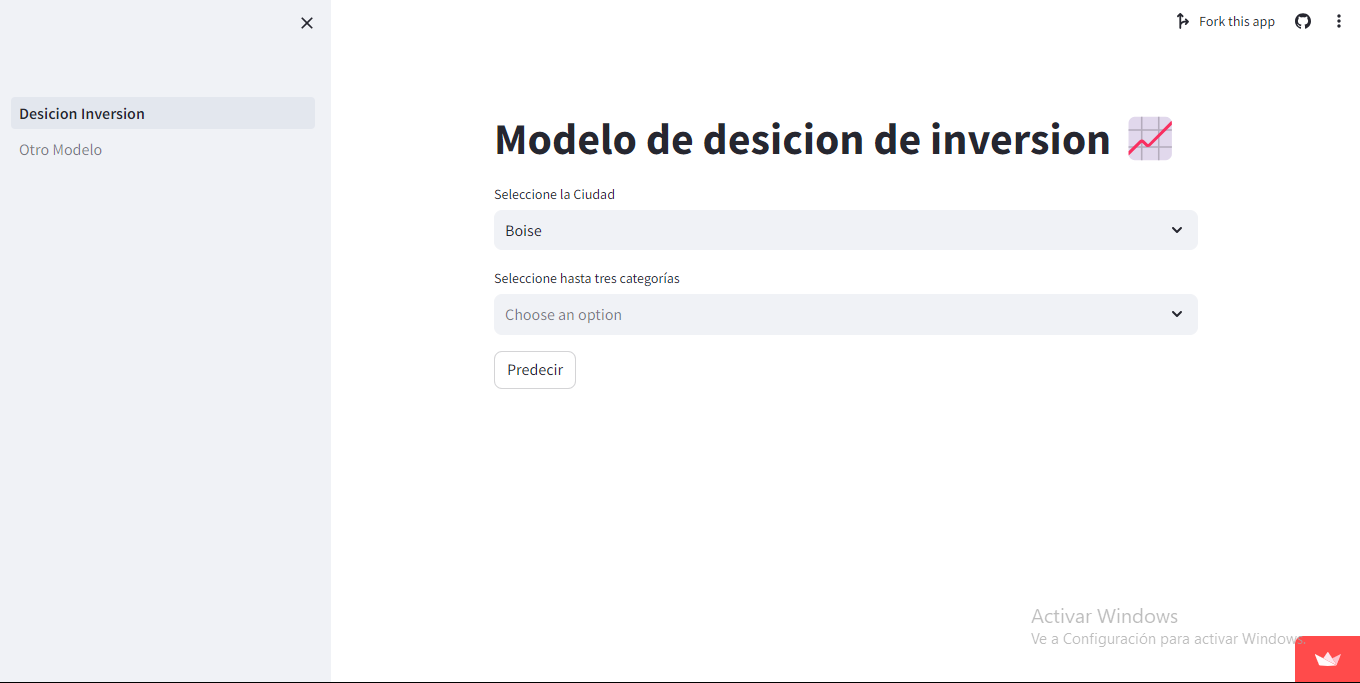 Fork this app
Desicion Inversion
Otro Modelo
Modelo de desicion de inversion
Seleccione la Ciudad
Boise
Seleccione hasta tres categorías
Choose an option
Predecir
Activar Windows
Ve a Configuración para activar Windows.